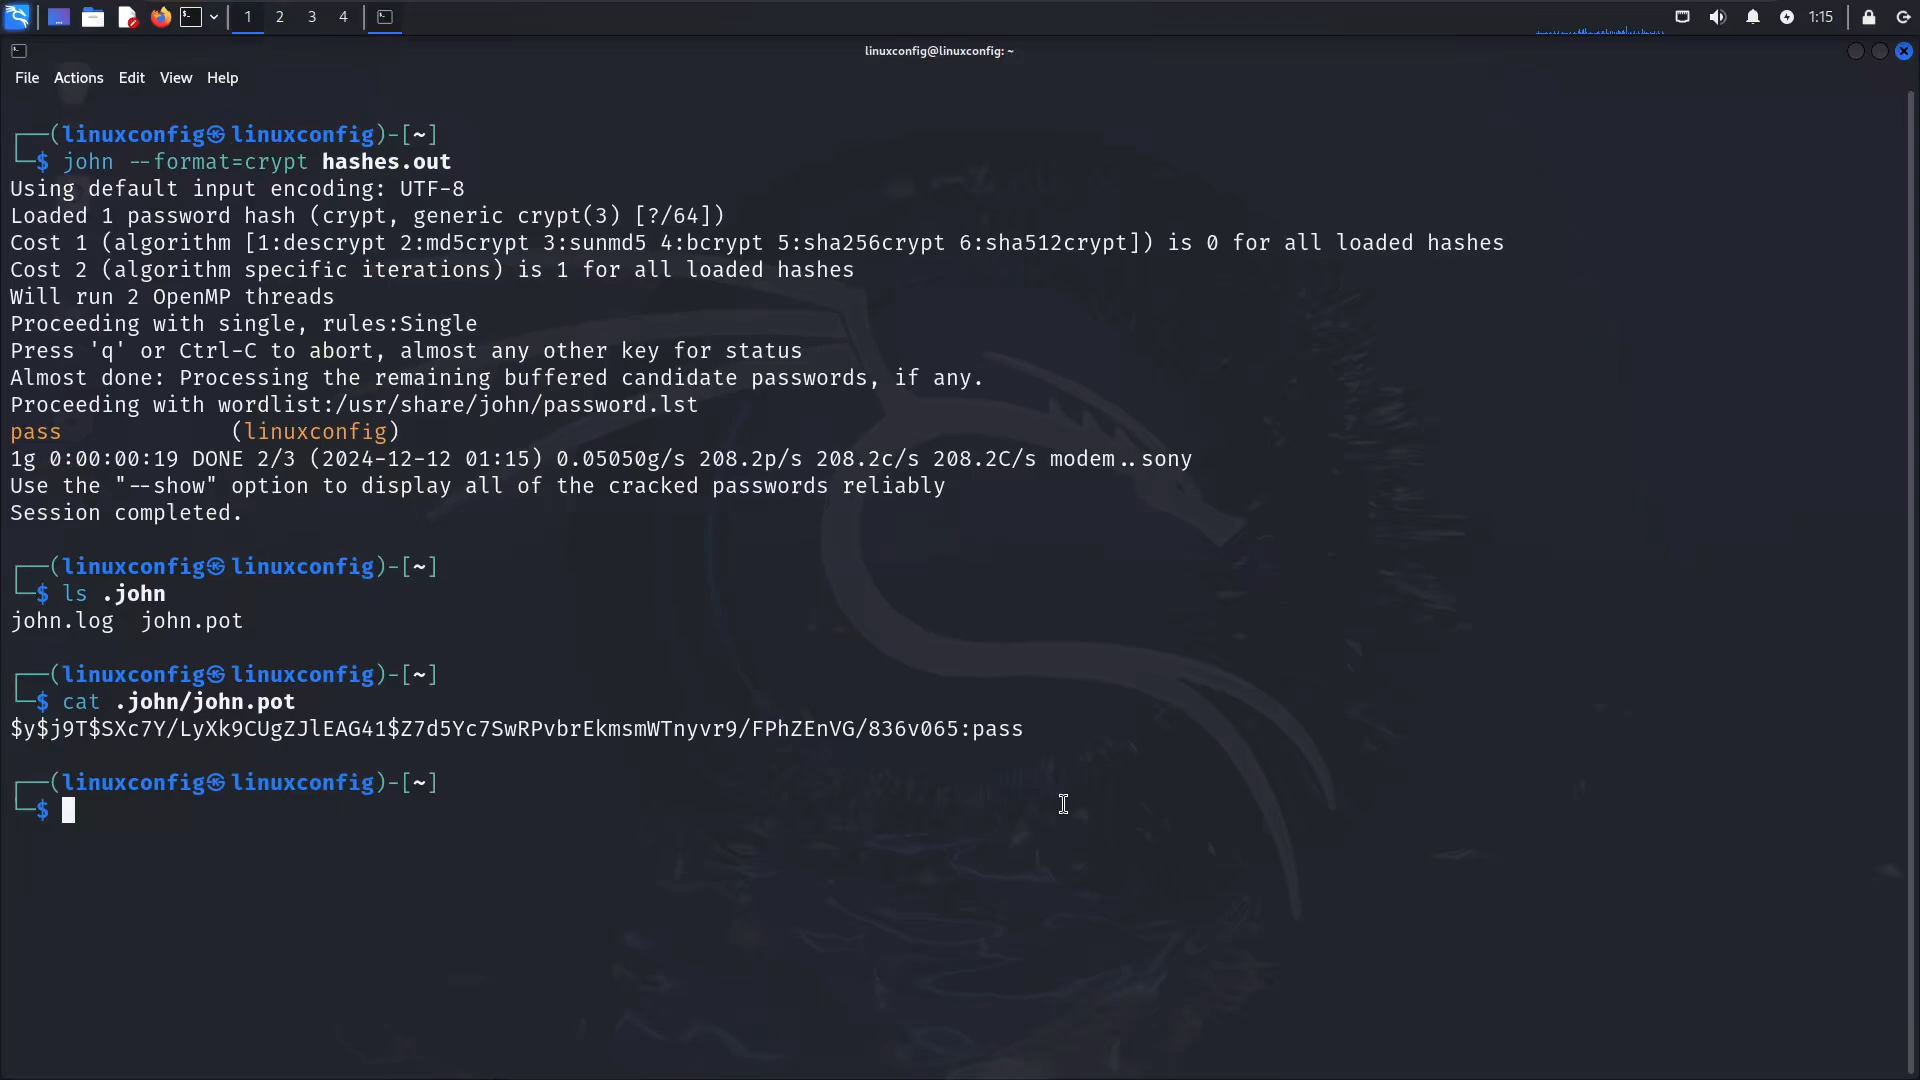 1 2 3 4 1:15
linuxconfig@linuxconfig: ~
File Actions Edit View Help
┌──(linuxconfig㉿linuxconfig)-[~]
└─$ john --format=crypt hashes.out
Using default input encoding: UTF-8
Loaded 1 password hash (crypt, generic crypt(3) [?/64])
Cost 1 (algorithm [1:descrypt 2:md5crypt 3:sunmd5 4:bcrypt 5:sha256crypt 6:sha512crypt]) is 0 for all loaded hashes
Cost 2 (algorithm specific iterations) is 1 for all loaded hashes
Will run 2 OpenMP threads
Proceeding with single, rules:Single
Press 'q' or Ctrl-C to abort, almost any other key for status
Almost done: Processing the remaining buffered candidate passwords, if any.
Proceeding with wordlist:/usr/share/john/password.lst
pass (linuxconfig)
1g 0:00:00:19 DONE 2/3 (2024-12-12 01:15) 0.05050g/s 208.2p/s 208.2c/s 208.2C/s modem..sony
Use the "--show" option to display all of the cracked passwords reliably
Session completed.
┌──(linuxconfig㉿linuxconfig)-[~]
└─$ ls .john
john.log john.pot
┌──(linuxconfig㉿linuxconfig)-[~]
└─$ cat .john/john.pot
$y$j9T$SXc7Y/LyXk9CUgZJlEAG41$Z7d5Yc7SwRPvbrEkmsmWTnyvr9/FPhZEnVG/836v065:pass
┌──(linuxconfig㉿linuxconfig)-[~]
└─$